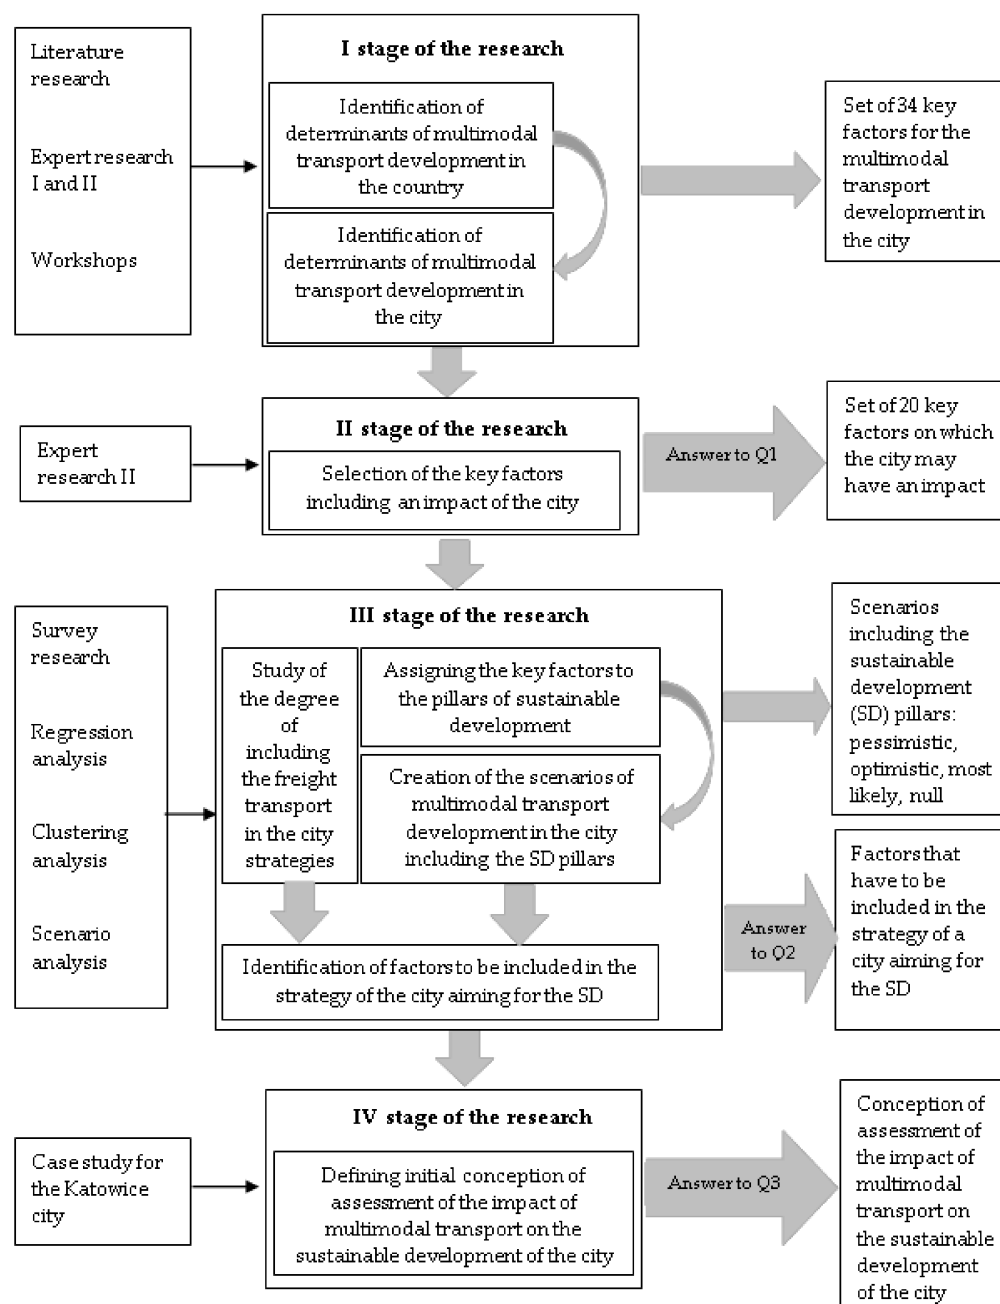 Literature
research
Expert research
I and II
Workshops
I stage of the research
Identification of
determinants of multimodal
transport development in
the country
Identification of
determinants of multimodal
transport development in
the city
Set of 34 key
factors for the
multimodal
transport
development in
the city
Expert
research II
II stage of the research
Selection of the key factors
including an impact of the city
Answer to Q1
Set of 20 key
factors on which
the city may
have an impact
Survey
research
Regression
analysis
Clustering
analysis
Scenario
analysis
III stage of the research
Study of
the degree
of
including
the freight
transport
in the city
strategies
Assigning the key factors to
the pillars of sustainable
development
Creation of the scenarios of
multimodal transport
development in the city
including the SD pillars
Identification of factors to be included in the
strategy of the city aiming for the SD
Scenarios
including the
sustainable
development
(SD) pillars:
pessimistic,
optimistic, most
likely, null
Answer
to Q2
Factors that
have to be
included in the
strategy of a
city aiming for
the SD
Case study for
the Katowice
city
IV stage of the research
Defining initial conception of
assessment of the impact of
multimodal transport on the
sustainable development of the city
Answer to Q3
Conception of
assessment of
the impact of
multimodal
transport on
the sustainable
development
of the city